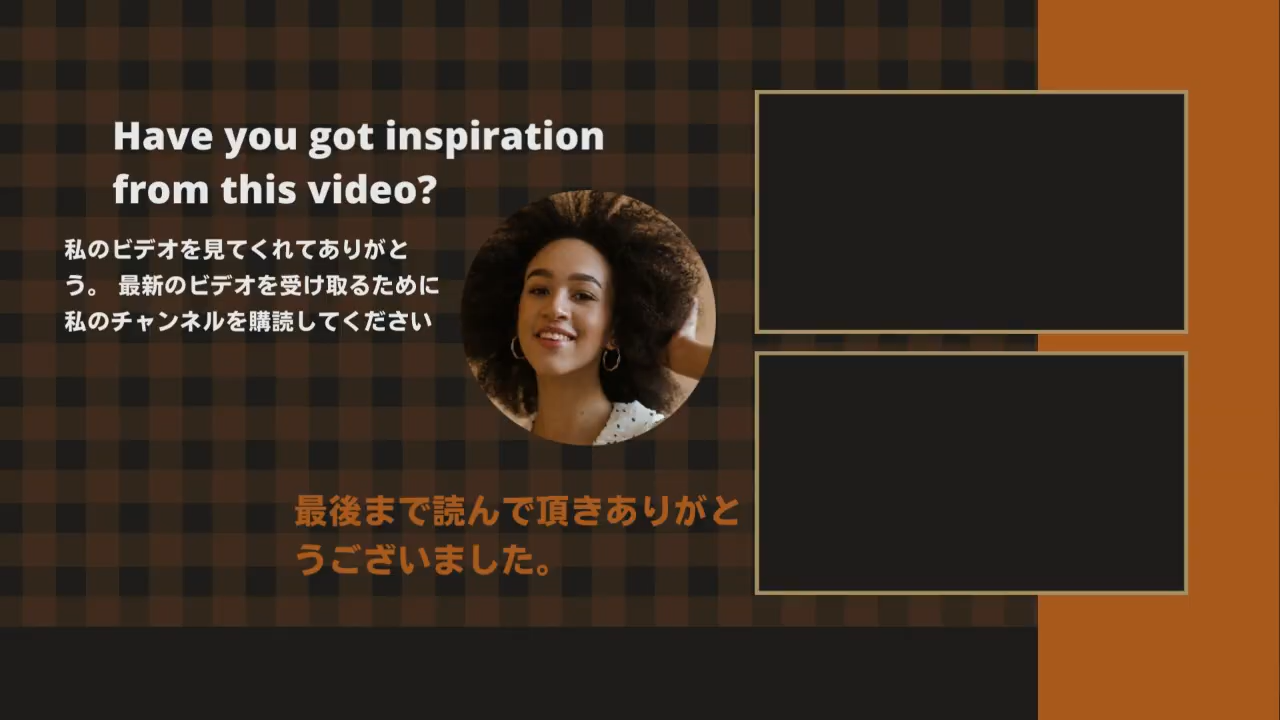 Have you got inspiration
from this video?
私のビデオを見てくれてありがと
う。 最新のビデオを受け取るために
私のチャンネルを購読してください
最後まで読んで頂きありがと
うございました。